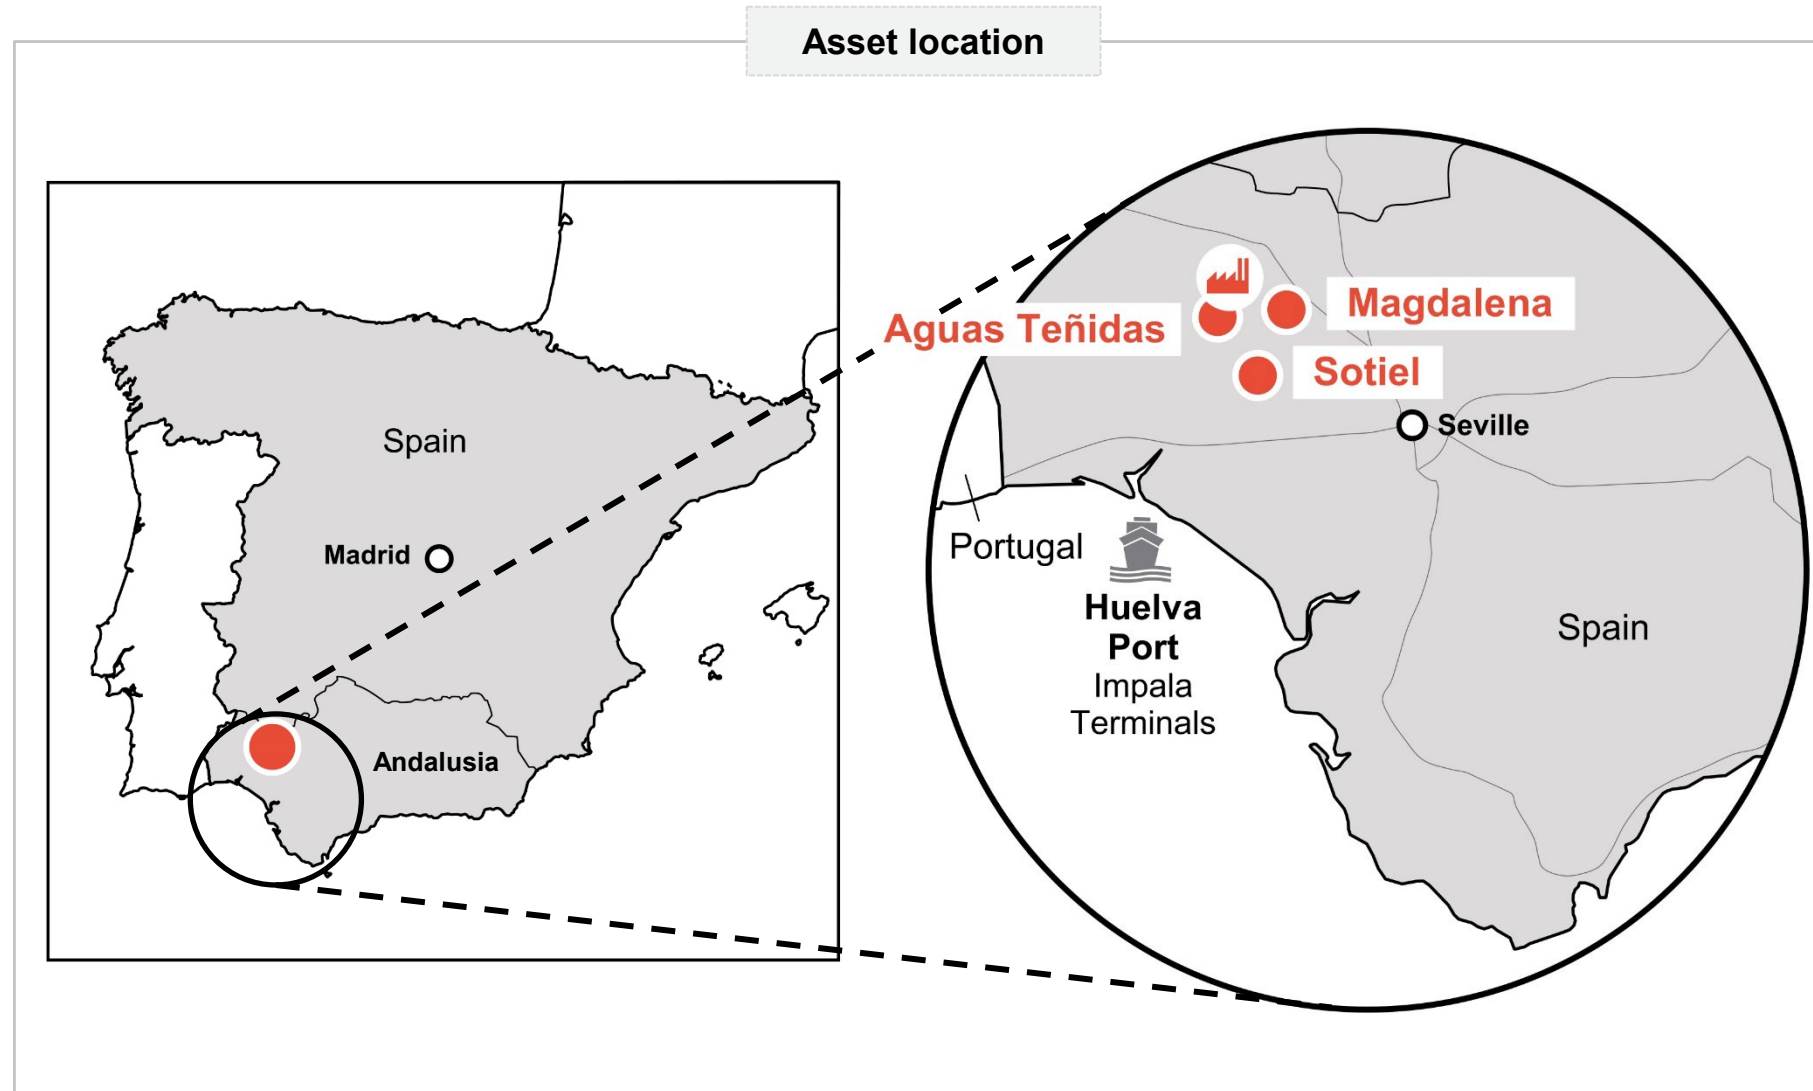 Asset location
Spain
Madrid
Andalusia
Aguas Teñidas
Magdalena
Sotiel
Seville
Portugal
Huelva
Port
Impala
Terminals
Spain